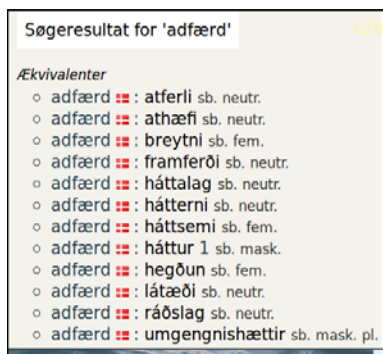 Søgeresultat for 'adfærd'
Ækvivalenter
adfærd : atferli sb. neutr.
adfærd : athæfi sb. neutr.
adfærd : breytni sb. fem.
adfærd : framferði sb. neutr.
adfærd : háttalag sb. neutr.
adfærd : hátterni sb. neutr.
adfærd : háttsemi sb. fem.
adfærd : háttur 1 sb. mask.
adfærd : hegðun sb. fem.
adfærd : látæði sb. neutr.
adfærd : ráðslag sb. neutr.
adfærd : umgengnishættir sb. mask. pl.